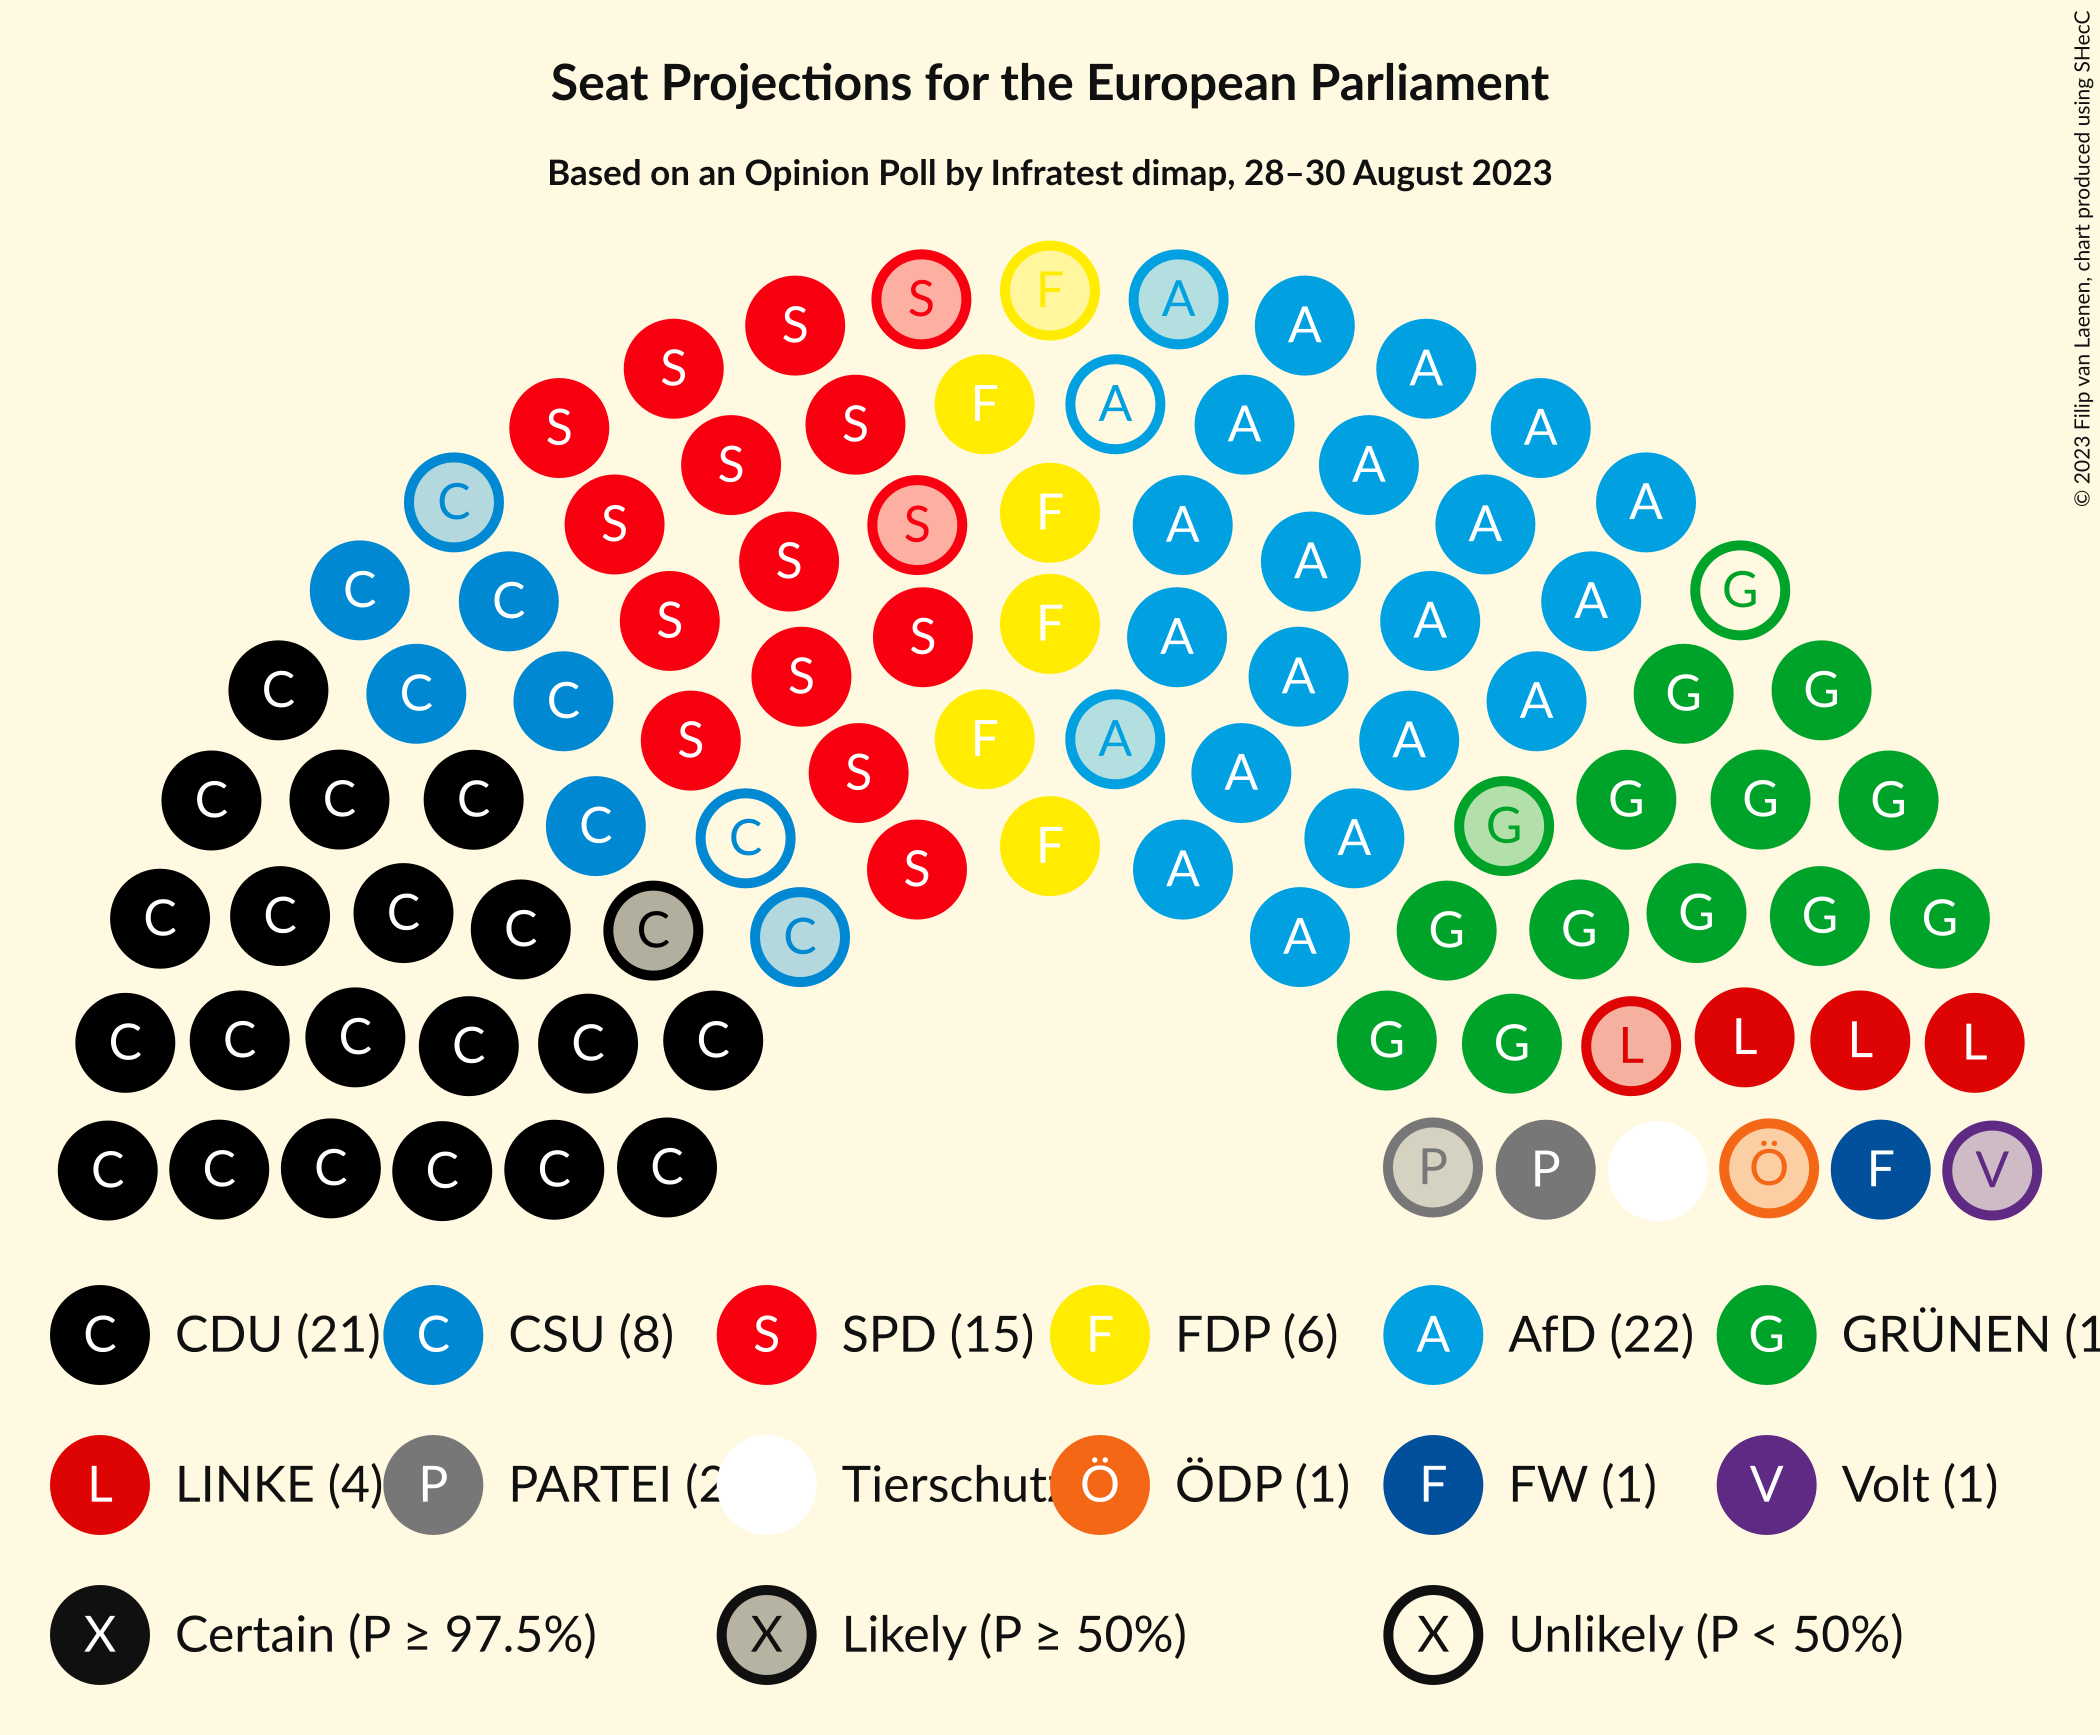 Seat Projections for the European Parliament
Based on an Opinion Poll by Infratest dimap, 28–30 August 2023
© 2023 Filip van Laenen, chart produced using SHecC
S F A
S A
S A
F A
S S A A
S A
C S A A
S S F A
S A A
C G
C C S A A
S F A
S S A A
C G
C C G
C S A A
S F A
S A
C C C S A G G G
C C G
C S F A
C C C C C C A G G G G G
C C C C C C G G L L L L
C C C C C C P P Ö F V
C CDU (21) C CSU (8) S SPD (15) F FDP (6) A AfD (22) G GRÜNEN (1
L LINKE (4) P PARTEI (2 Tierschutz Ö ÖDP (1) F FW (1) V Volt (1)
X Certain (P ≥ 97.5%) X Likely (P ≥ 50%) X Unlikely (P < 50%)